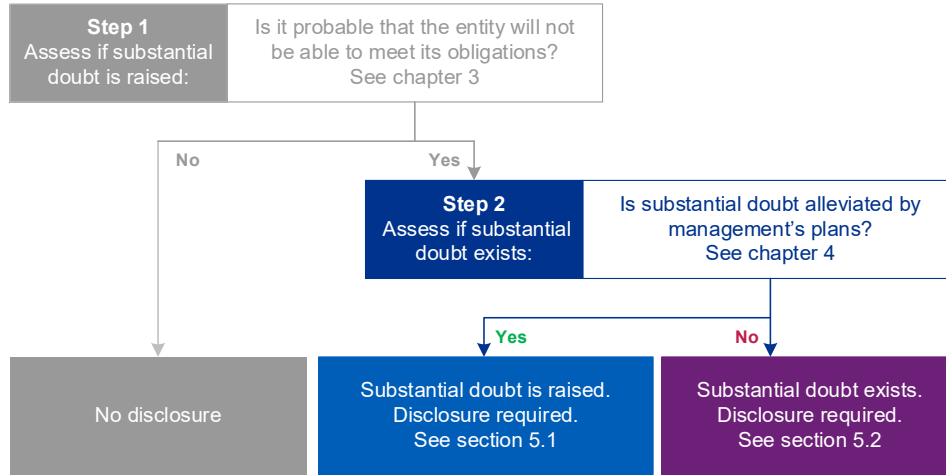 Step 1
Assess if substantial
doubt is raised:
Is it probable that the entity will not
be able to meet its obligations?
See chapter 3
No
Yes
Step 2
Assess if substantial
doubt exists:
Is substantial doubt alleviated by
management’s plans?
See chapter 4
Yes
No
No disclosure
Substantial doubt is raised.
Disclosure required.
See section 5.1
Substantial doubt exists.
Disclosure required.
See section 5.2